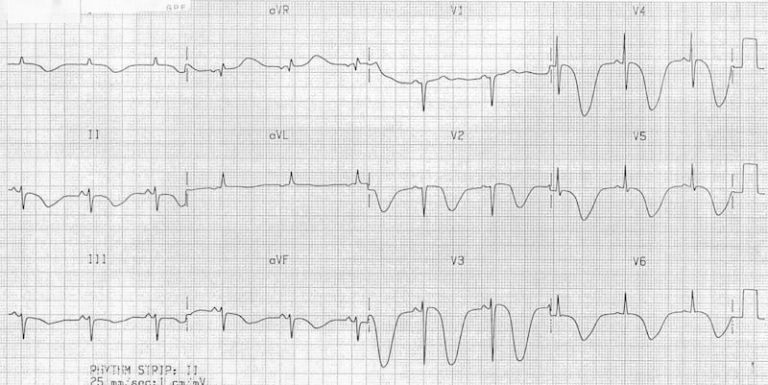 aVR V1 V4
II aVL V2 V5
III aVF V3 V6
RHYTHM STRIP: II
25 mm/sec; 1 cm/mV